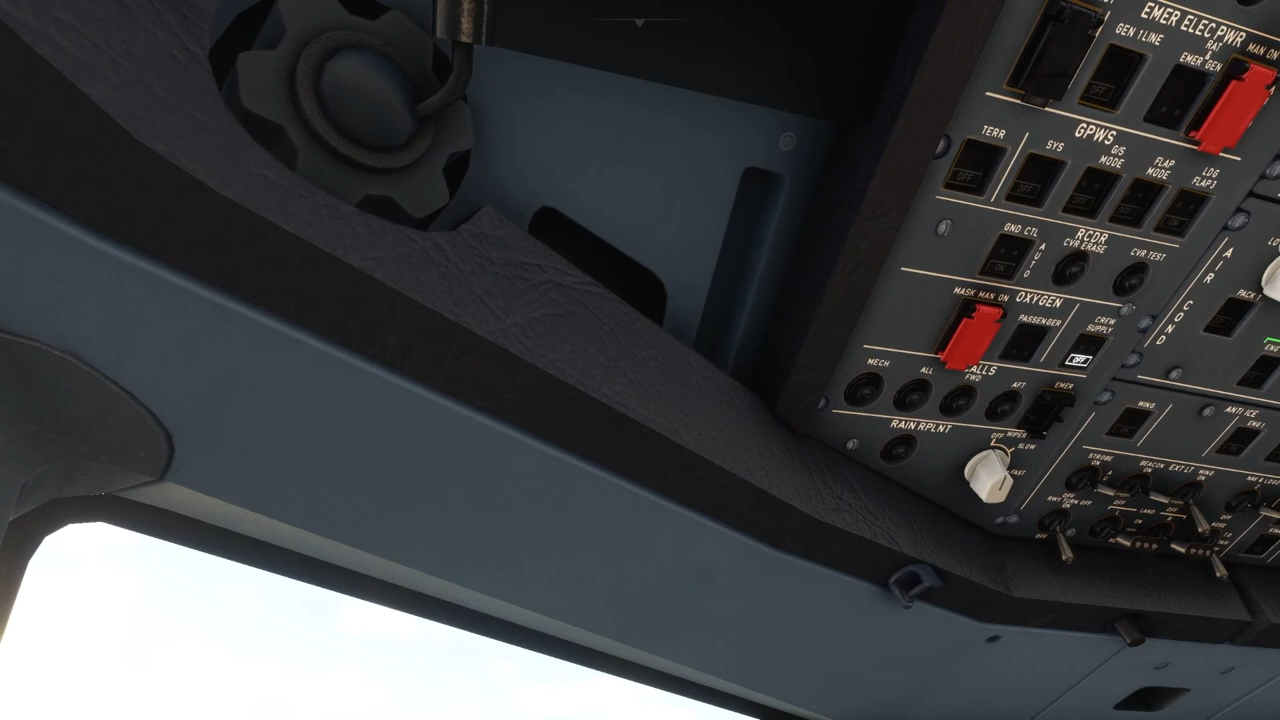 EMER ELEC PWR
GEN 1 LINE
RAT
&
EMER GEN
MAN ON
OFF
GPWS
TERR
SYS
G/S
MODE
FLAP
MODE
LDG
FLAP 3
OFF
OFF
OFF
OFF
ON
RCDR
GND CTL
CVR ERASE
CVR TEST
AUTO
ON
OXYGEN
MASK MAN ON
PASSENGER
CREW
SUPPLY
OFF
CALLS
MECH
ALL
FWD
AFT
EMER
RAIN RPLNT
WIPER
OFF
SLOW
FAST
AIR COND
PACK 1
WING
ANTI ICE
ENG 1
EXT LT
STROBE
ON
A
BEACON
WING
NAV & LOGO
OFF
OFF
OFF
RWY TURN OFF
ON
OFF
LAND
ON